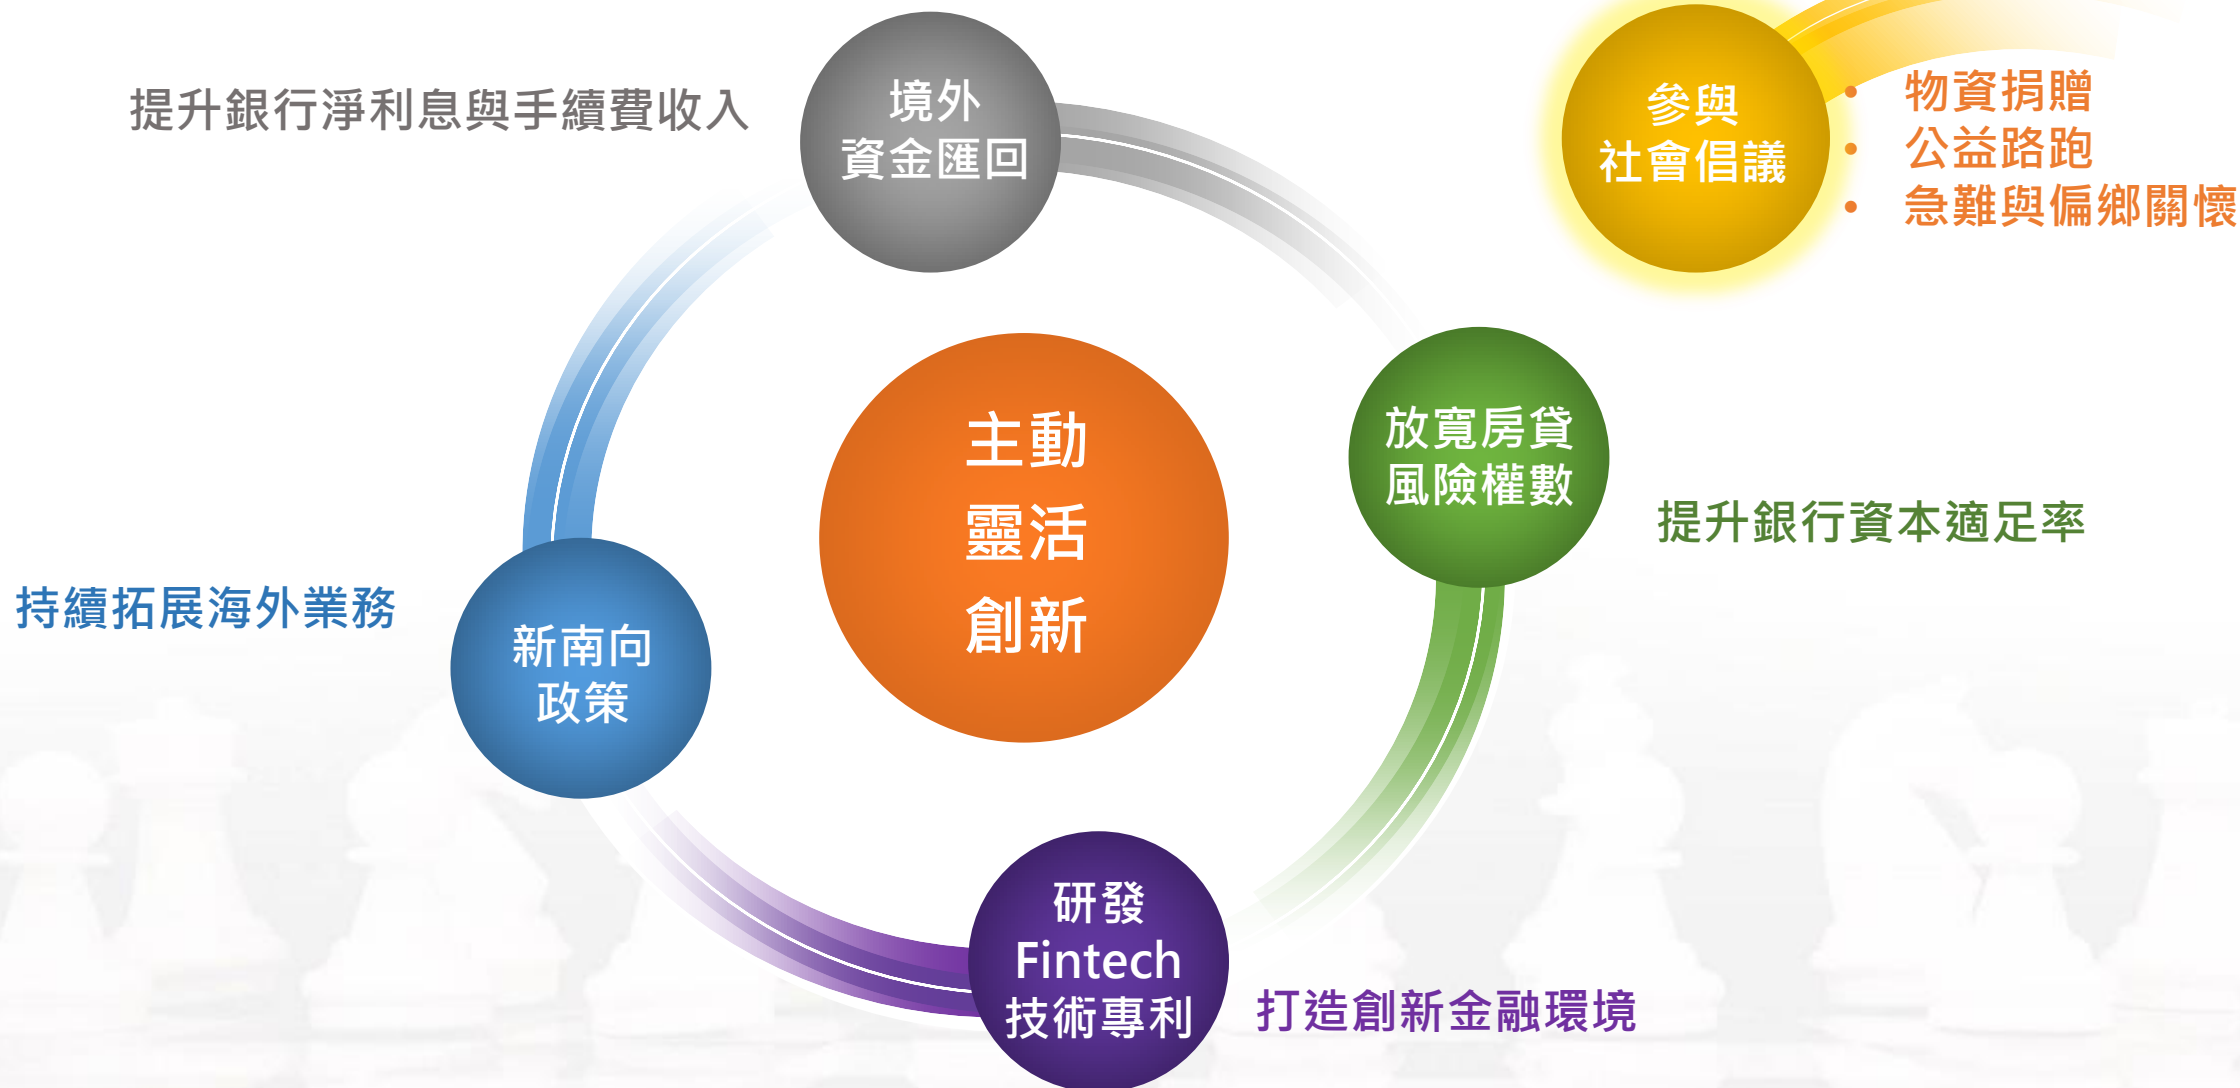 提升銀行淨利息與手續費收入
境外
資金匯回
參與
社會倡議
• 物資捐贈
• 公益路跑
• 急難與偏鄉關懷
主動
靈活
創新
放寬房貸
風險權數
提升銀行資本適足率
持續拓展海外業務
新南向
政策
研發
Fintech
技術專利
打造創新金融環境